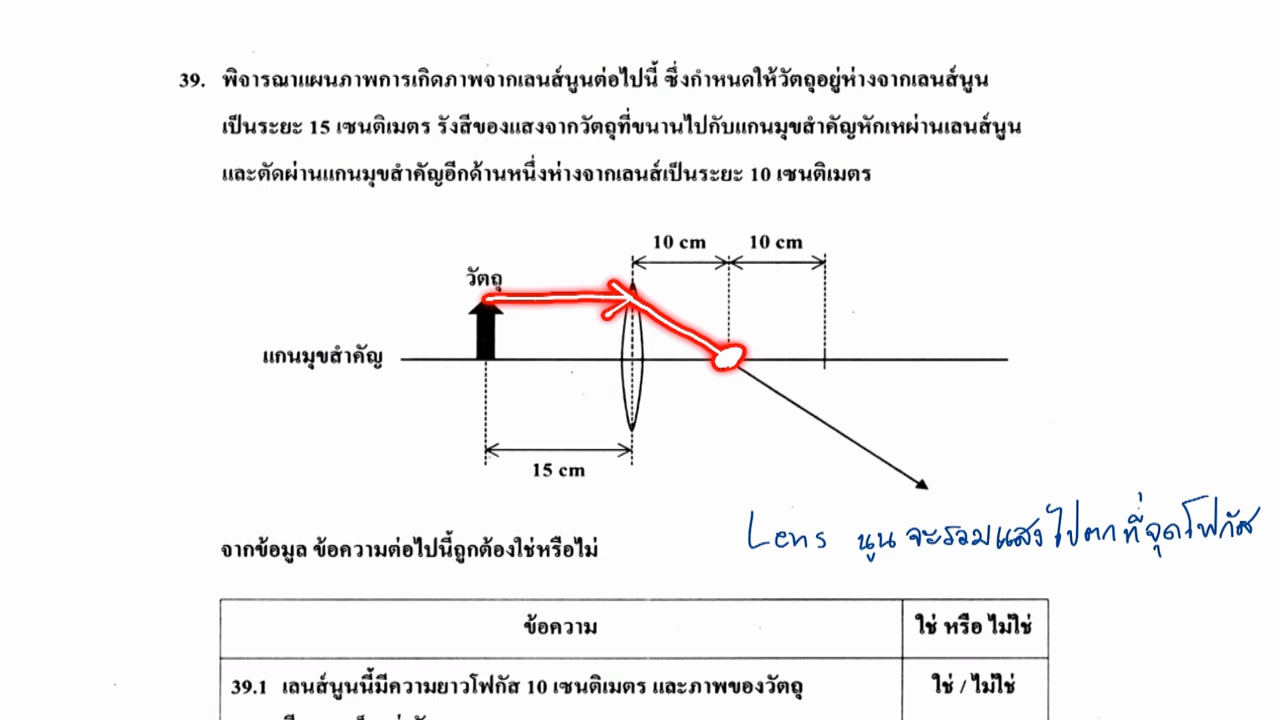 39. พิจารณาแผนภาพการเกิดภาพจากเลนส์นูนต่อไปนี้ ซึ่งกำหนดให้วัตถุอยู่ห่างจากเลนส์นูน
เป็นระยะ 15 เซนติเมตร รังสีของแสงจากวัตถุที่ขนานไปกับแกนมุขสำคัญหักเหผ่านเลนส์นูน
และตัดผ่านแกนมุขสำคัญอีกด้านหนึ่งห่างจากเลนส์เป็นระยะ 10 เซนติเมตร
10 cm 10 cm
วัตถุ
แกนมุขสำคัญ
15 cm
Lens นูนจะรวมแสงไปตกที่จุดโฟกัส
จากข้อมูล ข้อความต่อไปนี้ถูกต้องใช่หรือไม่
ข้อความ ใช่ หรือ ไม่ใช่
39.1 เลนส์นูนนี้มีความยาวโฟกัส 10 เซนติเมตร และภาพของวัตถุ ใช่ / ไม่ใช่